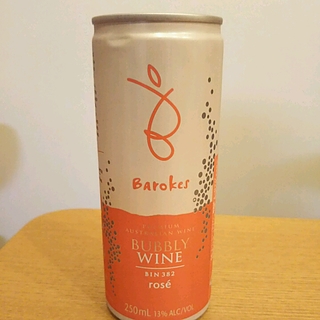 Barokes
PREMIUM
AUSTRALIAN WINE
BUBBLY
WINE
BIN 382
rosé
250mL 13% ALC/VOL